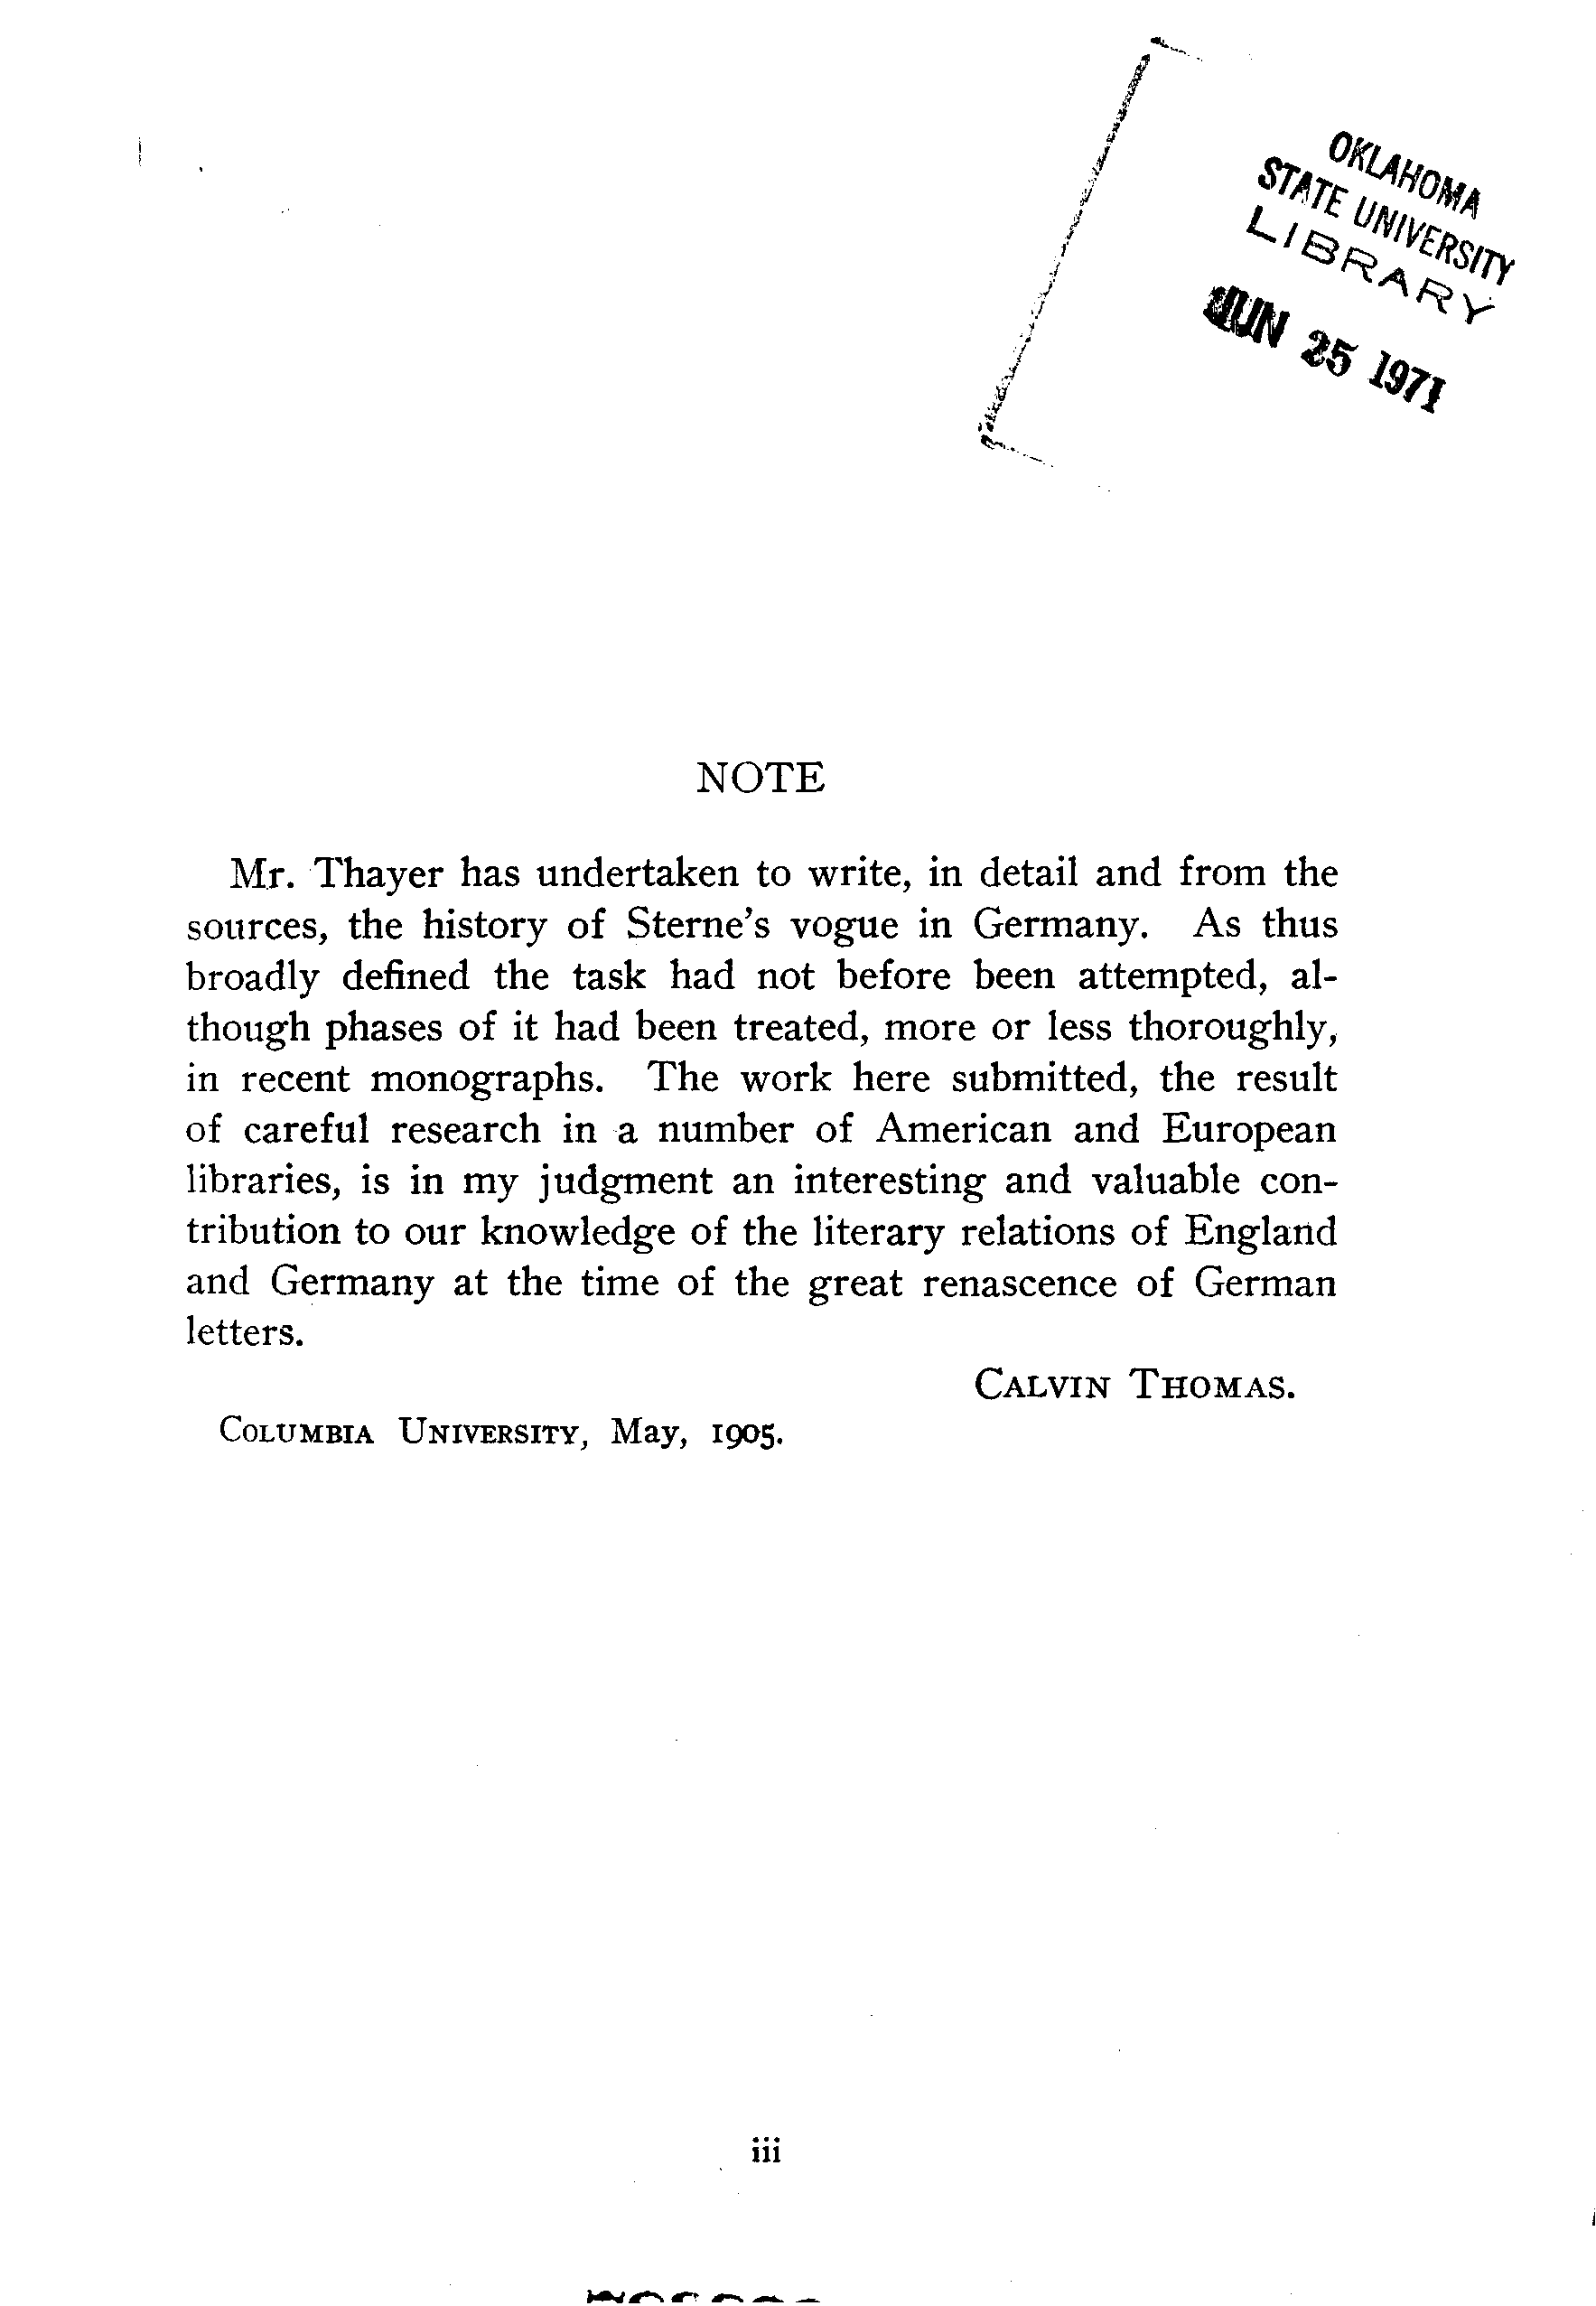 OKLAHOMA
STATE UNIVERSITY
LIBRARY
JUN 25 1971
NOTE
Mr. Thayer has undertaken to write, in detail and from the
sources, the history of Sterne's vogue in Germany. As thus
broadly defined the task had not before been attempted, al-
though phases of it had been treated, more or less thoroughly,
in recent monographs. The work here submitted, the result
of careful research in a number of American and European
libraries, is in my judgment an interesting and valuable con-
tribution to our knowledge of the literary relations of England
and Germany at the time of the great renascence of German
letters.
CALVIN THOMAS.
COLUMBIA UNIVERSITY, May, 1905.
iii